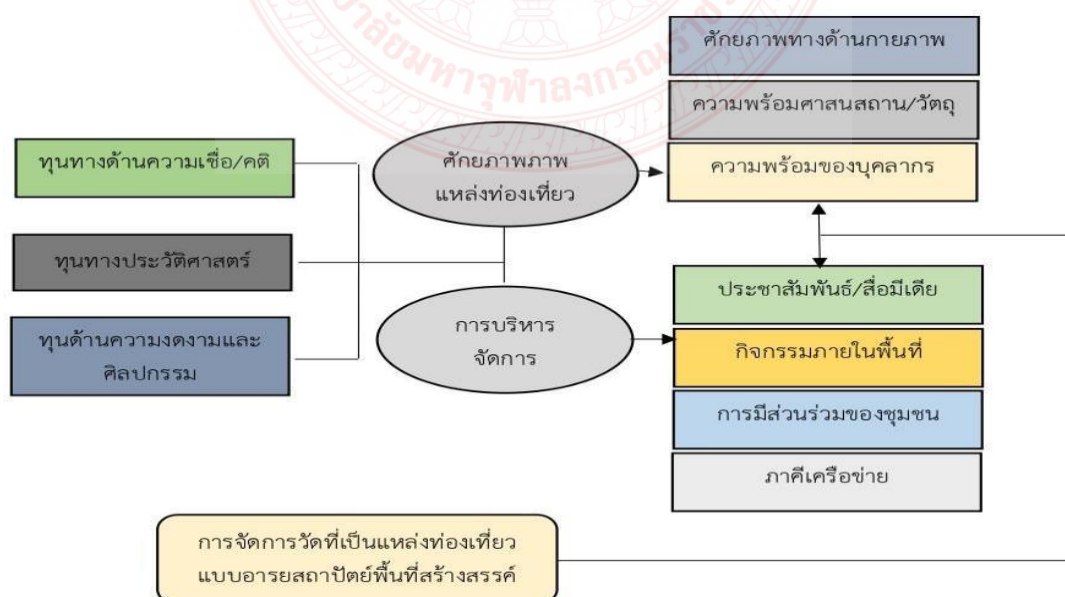 ทุนทางด้านความเชื่อ/คติ
ทุนทางประวัติศาสตร์
ทุนด้านความงดงามและ
ศิลปกรรม
ศักยภาพภาพ
แหล่งท่องเที่ยว
การบริหาร
จัดการ
ศักยภาพทางด้านกายภาพ
ความพร้อมศาสนสถาน/วัตถุ
ความพร้อมของบุคลากร
ประชาสัมพันธ์/สื่อมีเดีย
กิจกรรมภายในพื้นที่
การมีส่วนร่วมของชุมชน
ภาคีเครือข่าย
การจัดการวัดที่เป็นแหล่งท่องเที่ยว
แบบอารยสถาปัตย์พื้นที่สร้างสรรค์